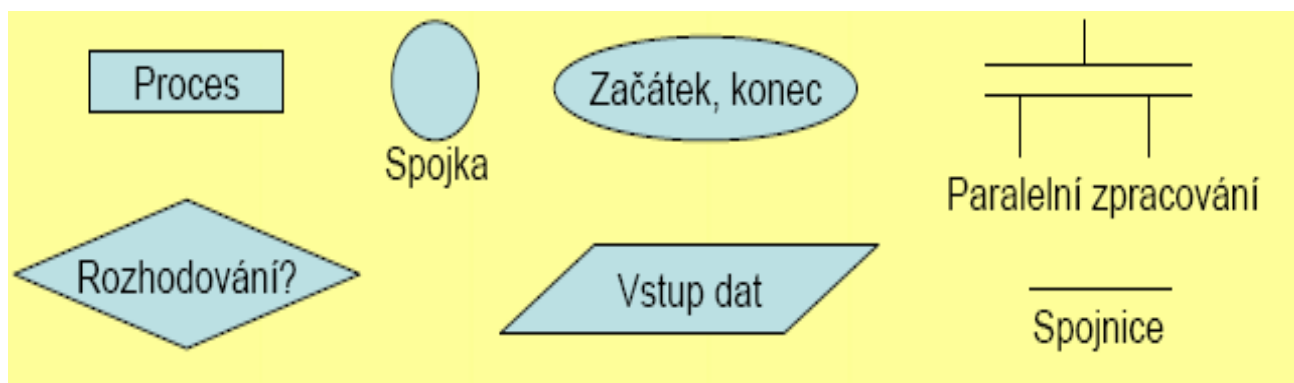 Proces
Spojka
Začátek, konec
Paralelní zpracování
Rozhodování?
Vstup dat
Spojnice